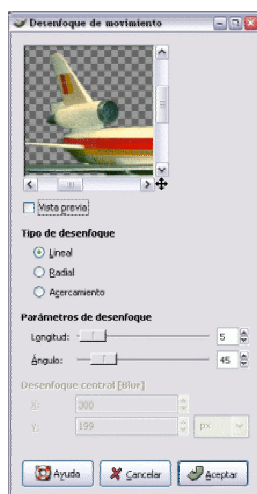 Desenfoque de movimiento
Vista previa
Tipo de desenfoque
Lineal
Radial
Acercamiento
Parámetros de desenfoque
Longitud: 5
Ángulo: 45
Desenfoque central [Blur]
X: 300
Y: 199 px
Ayuda Cancelar Aceptar